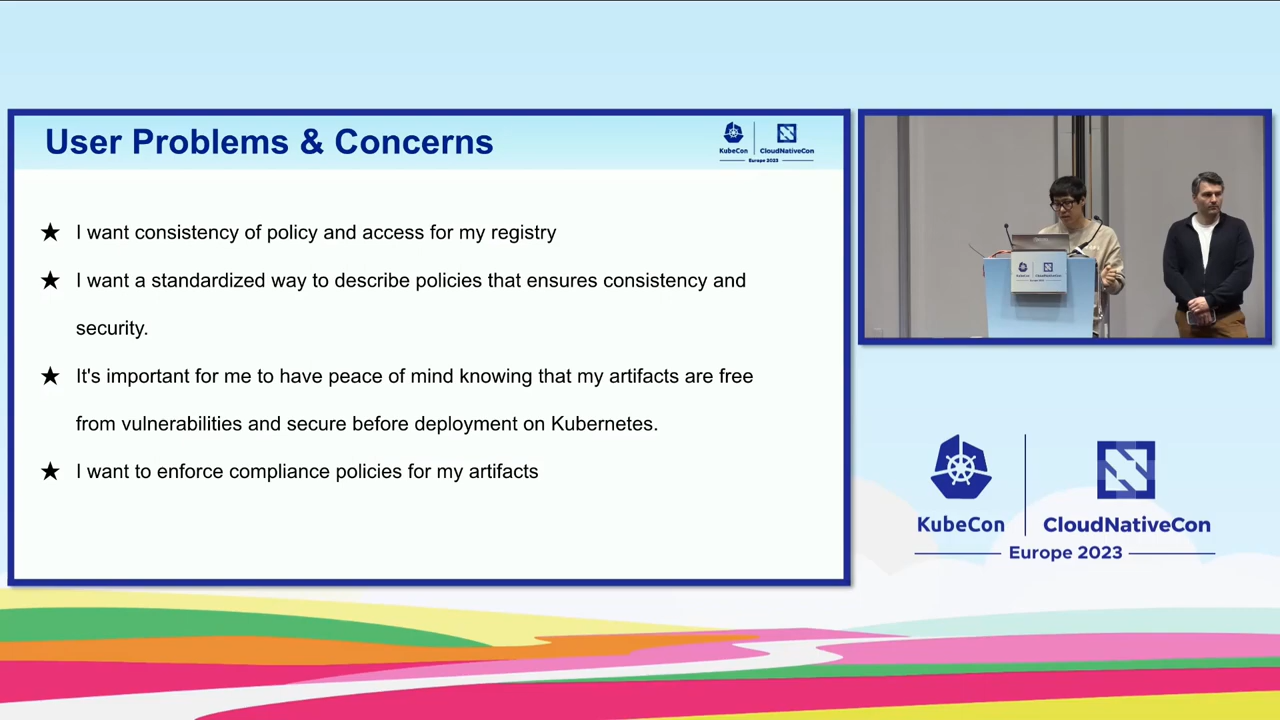 User Problems & Concerns
KubeCon
CloudNativeCon
Europe 2023
★ I want consistency of policy and access for my registry
★ I want a standardized way to describe policies that ensures consistency and
security.
★ It's important for me to have peace of mind knowing that my artifacts are free
from vulnerabilities and secure before deployment on Kubernetes.
★ I want to enforce compliance policies for my artifacts
KubeCon
CloudNativeCon
KubeCon
CloudNativeCon
Europe 2023